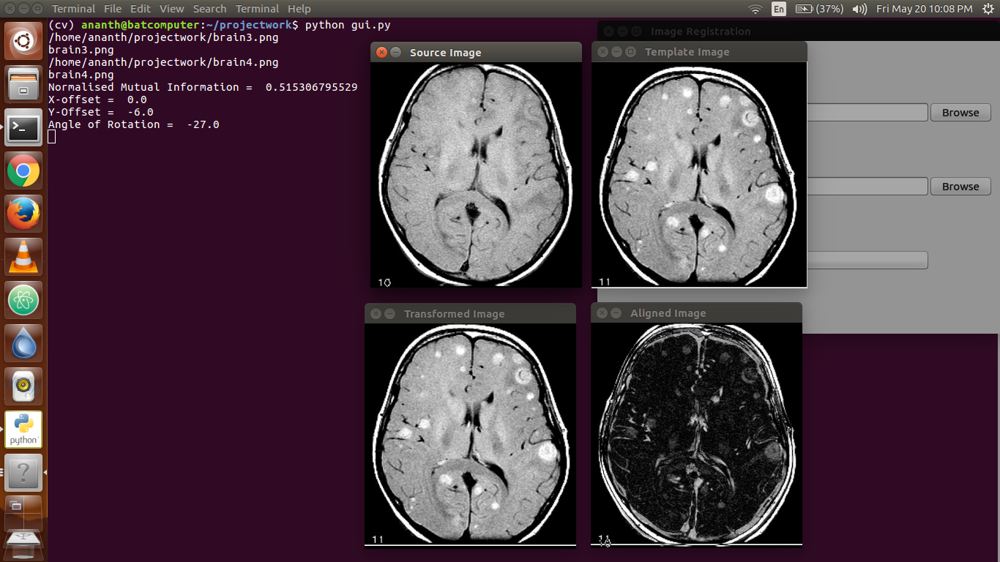 Terminal File Edit View Search Terminal Help
En (37%) Fri May 20 10:08 PM
(cv) ananth@batcomputer:~/projectwork$ python gui.py
/home/ananth/projectwork/brain3.png
brain3.png
/home/ananth/projectwork/brain4.png
brain4.png
Normalised Mutual Information = 0.515306795529
X-offset = 0.0
Y-Offset = -6.0
Angle of Rotation = -27.0
Image Registration
Browse
Browse
Source Image
10
Template Image
11
Transformed Image
11
Aligned Image
python